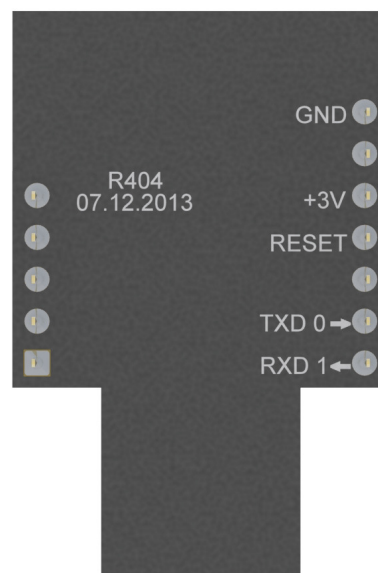 GND
R404
07.12.2013
+3V
RESET
TXD 0→
RXD 1←